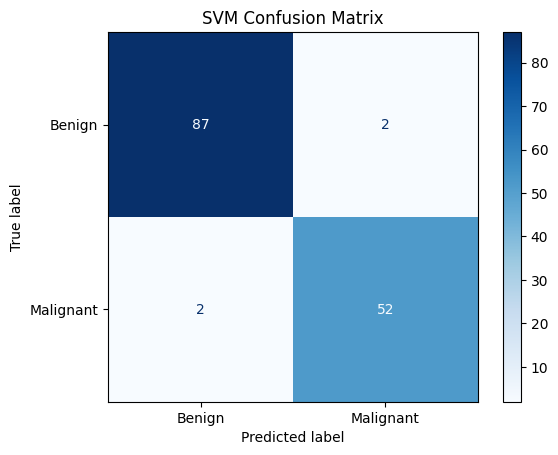 SVM Confusion Matrix
Benign
87
2
Malignant
2
52
Benign
Malignant
True label
Predicted label
80
70
60
50
40
30
20
10